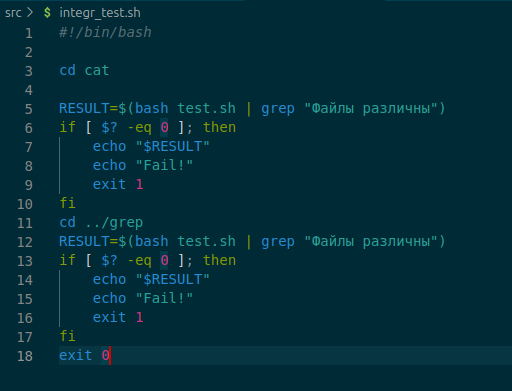 src > $ integr_test.sh
1 #!/bin/bash
2
3 cd cat
4
5 RESULT=$(bash test.sh | grep "Файлы различны")
6 if [ $? -eq 0 ]; then
7     echo "$RESULT"
8     echo "Fail!"
9     exit 1
10 fi
11 cd ../grep
12 RESULT=$(bash test.sh | grep "Файлы различны")
13 if [ $? -eq 0 ]; then
14     echo "$RESULT"
15     echo "Fail!"
16     exit 1
17 fi
18 exit 0